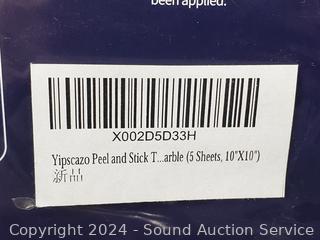 been applied.
X002D5D33H
Yipscazo Peel and Stick T...arble (5 Sheets, 10"X10")
新品
Copyright © 2024 - Sound Auction Service